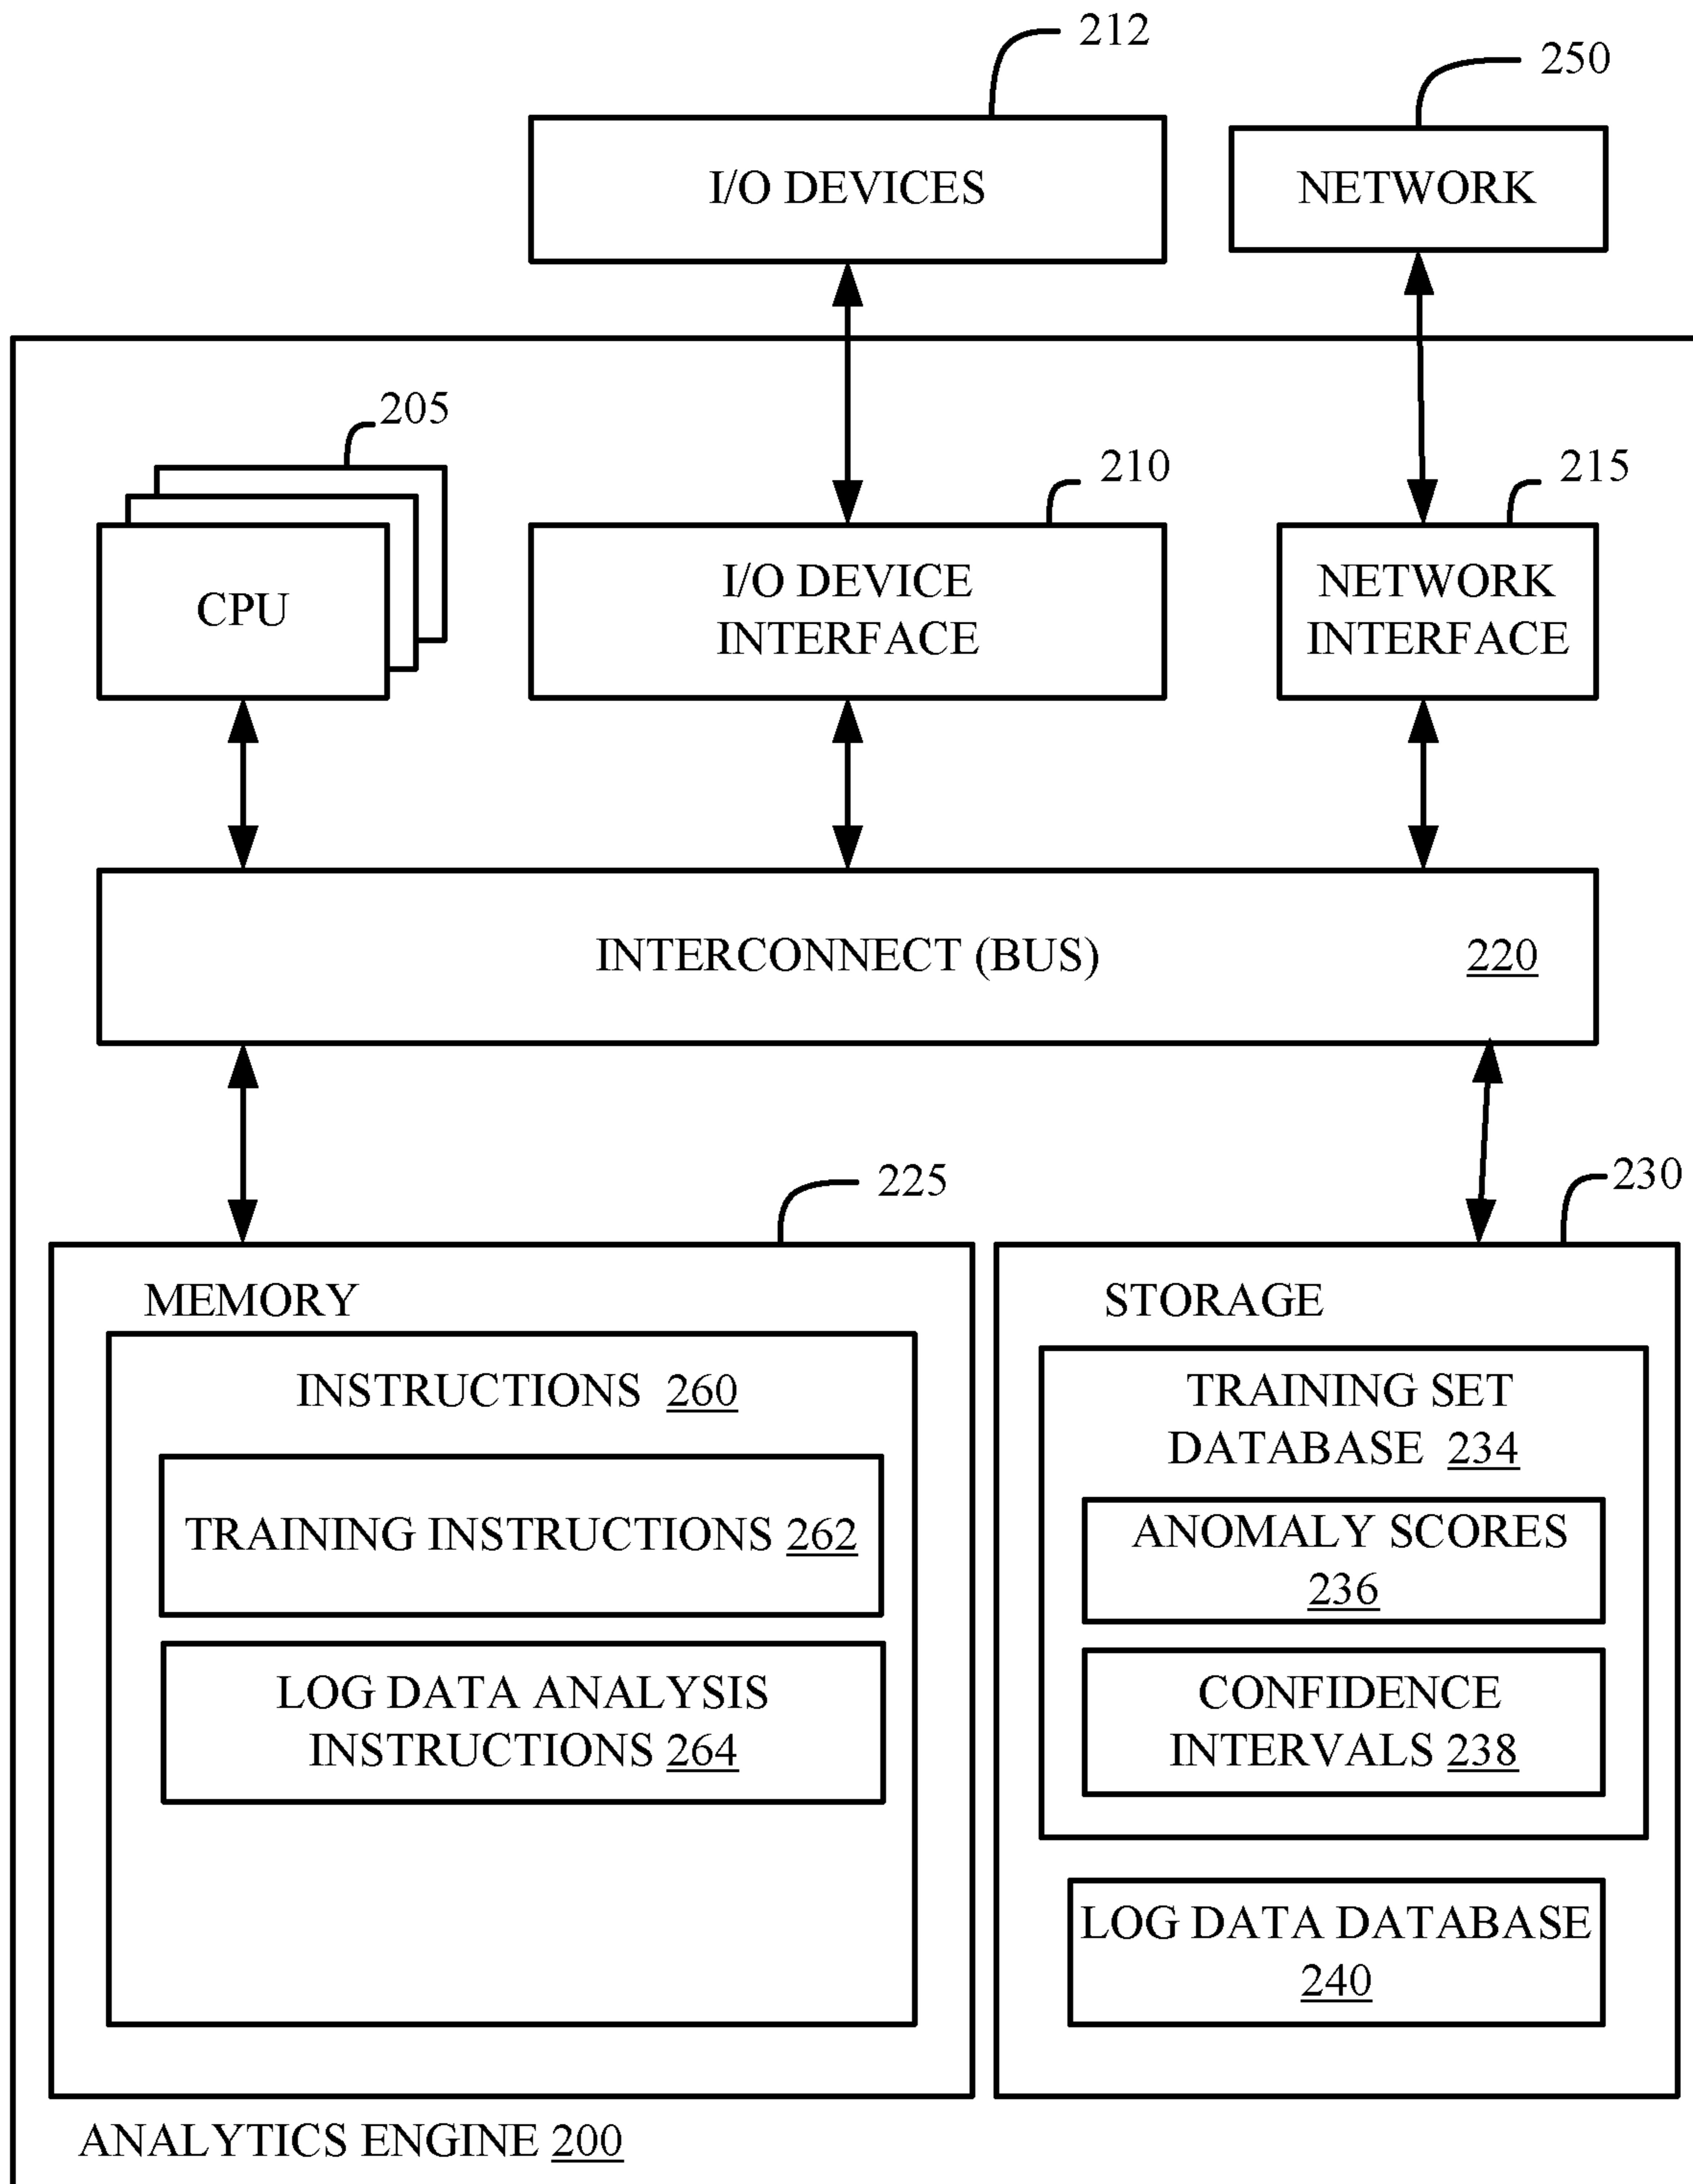 212
250
I/O DEVICES
NETWORK
205
210
215
CPU
I/O DEVICE
INTERFACE
NETWORK
INTERFACE
INTERCONNECT (BUS) 220
225
230
MEMORY
INSTRUCTIONS 260
TRAINING INSTRUCTIONS 262
LOG DATA ANALYSIS
INSTRUCTIONS 264
STORAGE
TRAINING SET
DATABASE 234
ANOMALY SCORES
236
CONFIDENCE
INTERVALS 238
LOG DATA DATABASE
240
ANALYTICS ENGINE 200